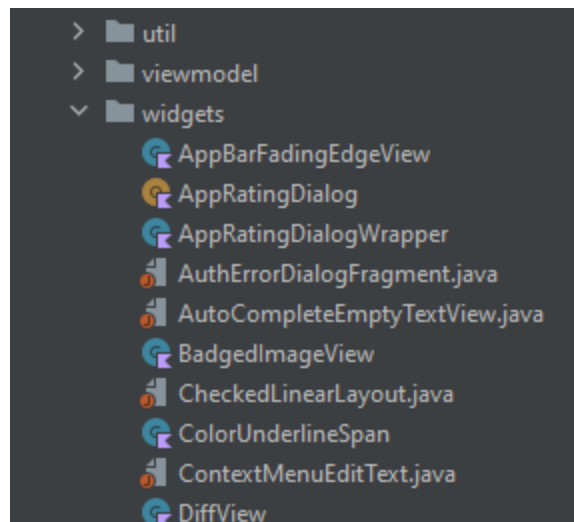 util
viewmodel
widgets
AppBarFadingEdgeView
AppRatingDialog
AppRatingDialogWrapper
AuthErrorDialogFragment.java
AutoCompleteEmptyTextView.java
BadgedImageView
CheckedLinearLayout.java
ColorUnderlineSpan
ContextMenuEditText.java
DiffView